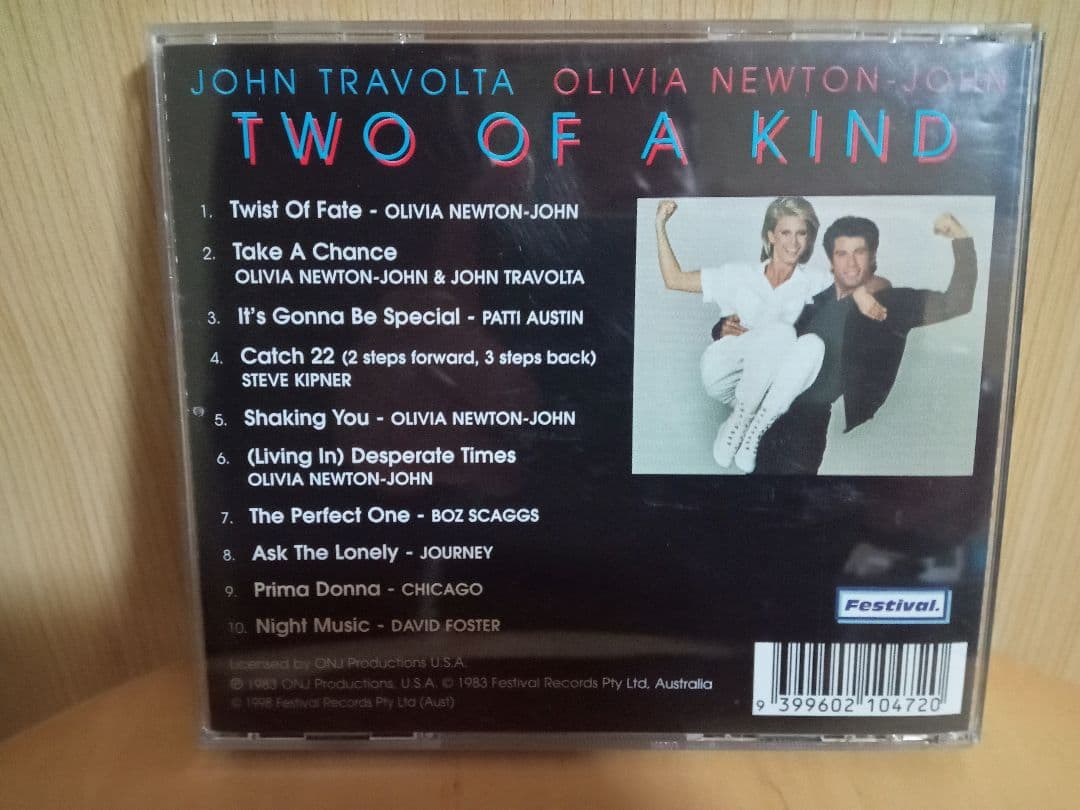 JOHN TRAVOLTA OLIVIA NEWTON-JOHN
TWO OF A KIND
1. Twist Of Fate - OLIVIA NEWTON-JOHN
2. Take A Chance
OLIVIA NEWTON-JOHN & JOHN TRAVOLTA
3. It's Gonna Be Special - PATTI AUSTIN
4. Catch 22 (2 steps forward, 3 steps back)
STEVE KIPNER
5. Shaking You - OLIVIA NEWTON-JOHN
6. (Living In) Desperate Times
OLIVIA NEWTON-JOHN
7. The Perfect One - BOZ SCAGGS
8. Ask The Lonely - JOURNEY
9. Prima Donna - CHICAGO
10. Night Music - DAVID FOSTER
Licensed by ONJ Productions U.S.A.
℗ 1983 ONJ Productions, U.S.A. © 1983 Festival Records Pty Ltd, Australia
© 1998 Festival Records Pty Ltd (Aust)
Festival.
9 399602 104720